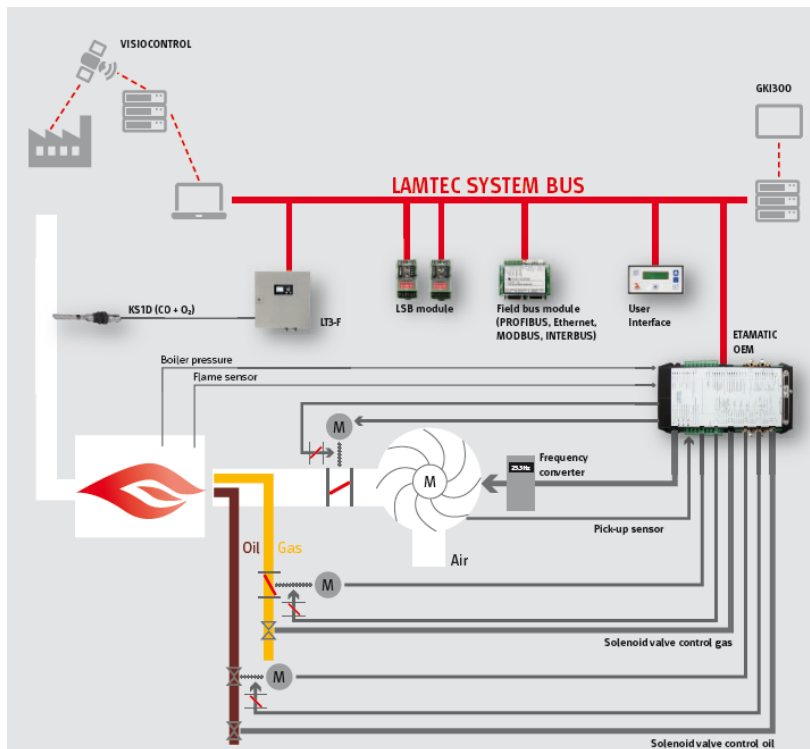 VISIOCONTROL
GKI300
LAMTEC SYSTEM BUS
KS1D (CO + O₂)
LT3-F
LSB module
Field bus module
(PROFIBUS, Ethernet,
MODBUS, INTERBUS)
User
Interface
ETAMATIC
OEM
Boiler pressure
Flame sensor
M
Frequency
converter
25.3Hz
M
Pick-up sensor
Oil
Gas
Air
M
Solenoid valve control gas
M
Solenoid valve control oil